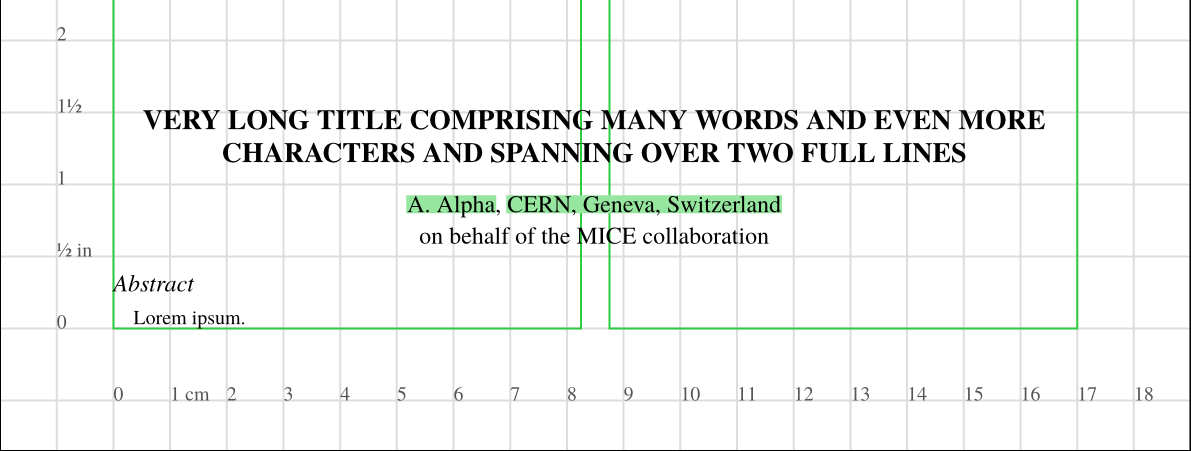 2
1½
VERY LONG TITLE COMPRISING MANY WORDS AND EVEN MORE
CHARACTERS AND SPANNING OVER TWO FULL LINES
1
A. Alpha, CERN, Geneva, Switzerland
on behalf of the MICE collaboration
½ in
Abstract
0
Lorem ipsum.
0 1 cm 2 3 4 5 6 7 8 9 10 11 12 13 14 15 16 17 18